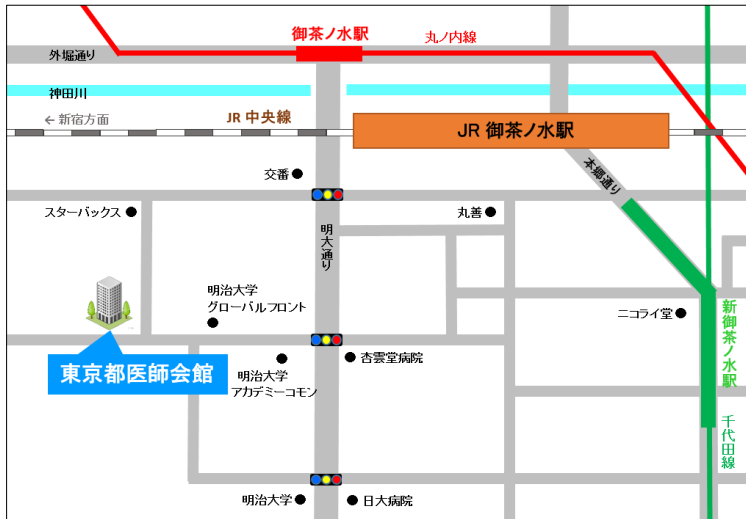 御茶ノ水駅
丸ノ内線
外堀通り
神田川
← 新宿方面
JR 中央線
JR 御茶ノ水駅
交番
本郷通り
スターバックス
丸善
明大通り
明治大学
グローバルフロント
ニコライ堂
新御茶ノ水駅
東京都医師会館
明治大学
アカデミーコモン
杏雲堂病院
千代田線
明治大学
日大病院